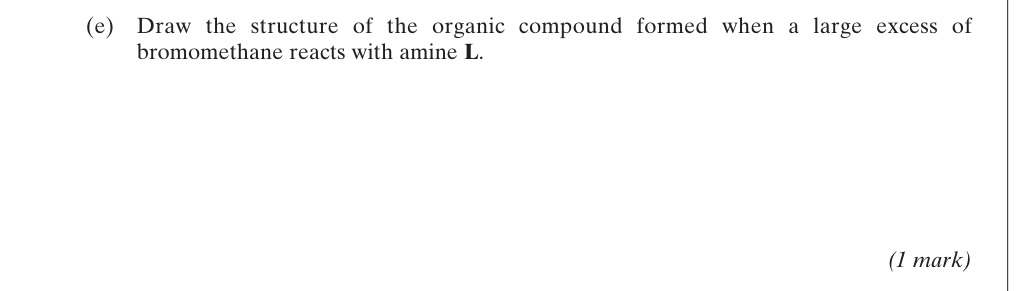 (e) Draw the structure of the organic compound formed when a large excess of
bromomethane reacts with amine L.
(1 mark)